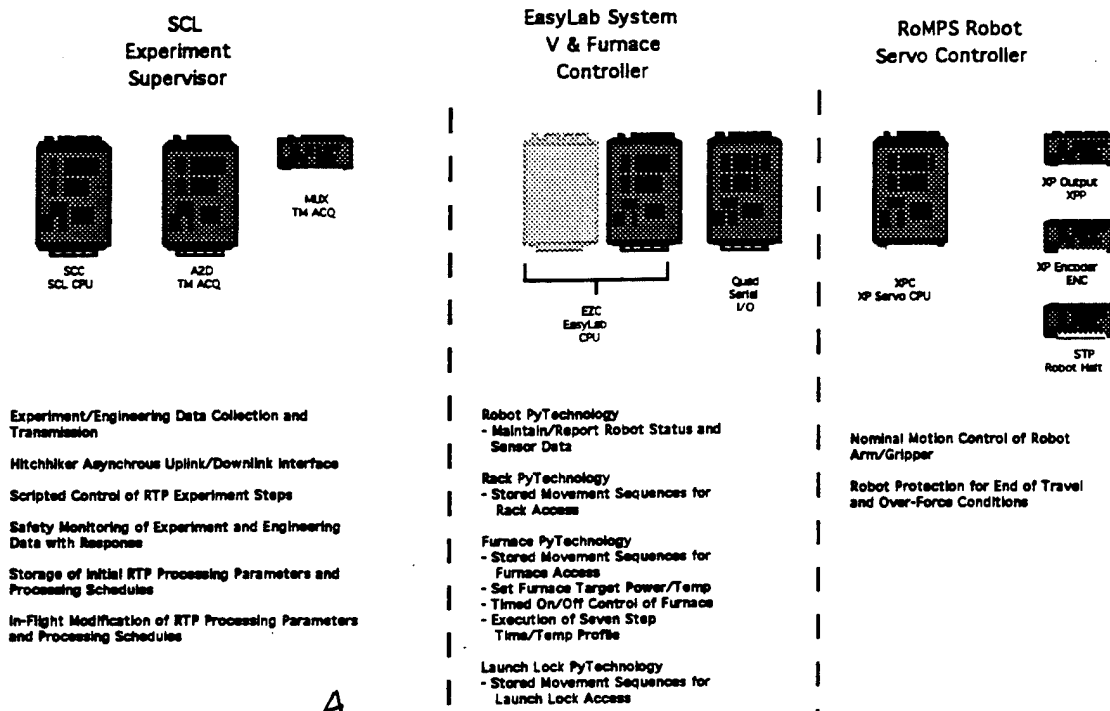 SCL
Experiment
Supervisor
SCC
SCL CPU
A2D
TM ACQ
MUX
TM ACQ
Experiment/Engineering Data Collection and
Transmission
Hitchhiker Asynchrous Uplink/Downlink Interface
Scripted Control of RTP Experiment Steps
Safety Monitoring of Experiment and Engineering
Data with Response
Storage of Initial RTP Processing Parameters and
Processing Schedules
In-Flight Modification of RTP Processing Parameters
and Processing Schedules
4
EasyLab System
V & Furnace
Controller
EZC
EasyLab
CPU
Quad
Serial
I/O
Robot PyTechnology
- Maintain/Report Robot Status and
Sensor Data
Rack PyTechnology
- Stored Movement Sequences for
Rack Access
Furnace PyTechnology
- Stored Movement Sequences for
Furnace Access
- Set Furnace Target Power/Temp
- Timed On/Off Control of Furnace
- Execution of Seven Step
Time/Temp Profile
Launch Lock PyTechnology
- Stored Movement Sequences for
Launch Lock Access
RoMPS Robot
Servo Controller
XPC
XP Servo CPU
XP Output
XPP
XP Encoder
ENC
STP
Robot Halt
Nominal Motion Control of Robot
Arm/Gripper
Robot Protection for End of Travel
and Over-Force Conditions